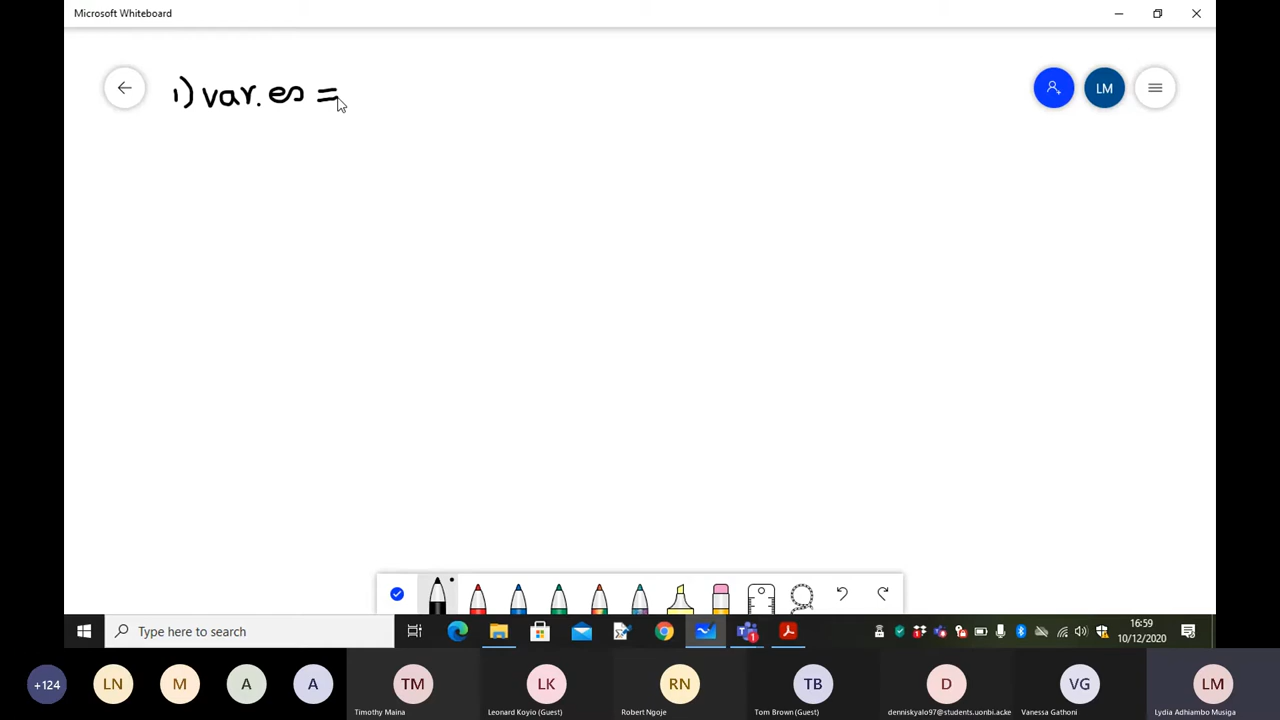 Microsoft Whiteboard
1) var. es =
LM
Type here to search
1
16:59
10/12/2020
+124
LN
M
A
A
TM
LK
RN
TB
D
VG
LM
Timothy Maina
Leonard Koyio (Guest)
Robert Ngoje
Tom Brown (Guest)
denniskyalo97@students.uonbi.ac.ke
Vanessa Gathoni
Lydia Adhiambo Musiga